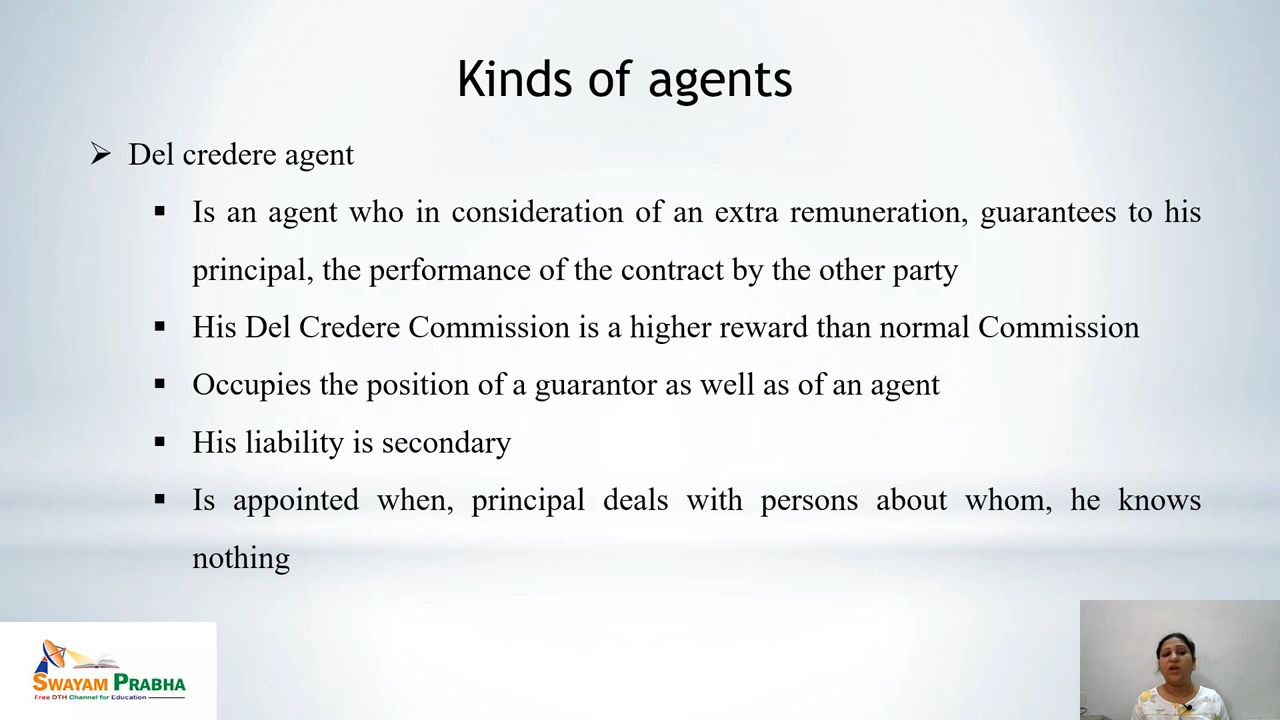 Kinds of agents
➢ Del credere agent
▪ Is an agent who in consideration of an extra remuneration, guarantees to his
principal, the performance of the contract by the other party
▪ His Del Credere Commission is a higher reward than normal Commission
▪ Occupies the position of a guarantor as well as of an agent
▪ His liability is secondary
▪ Is appointed when, principal deals with persons about whom, he knows
nothing
SWAYAM PRABHA
Free DTH Channel for Education